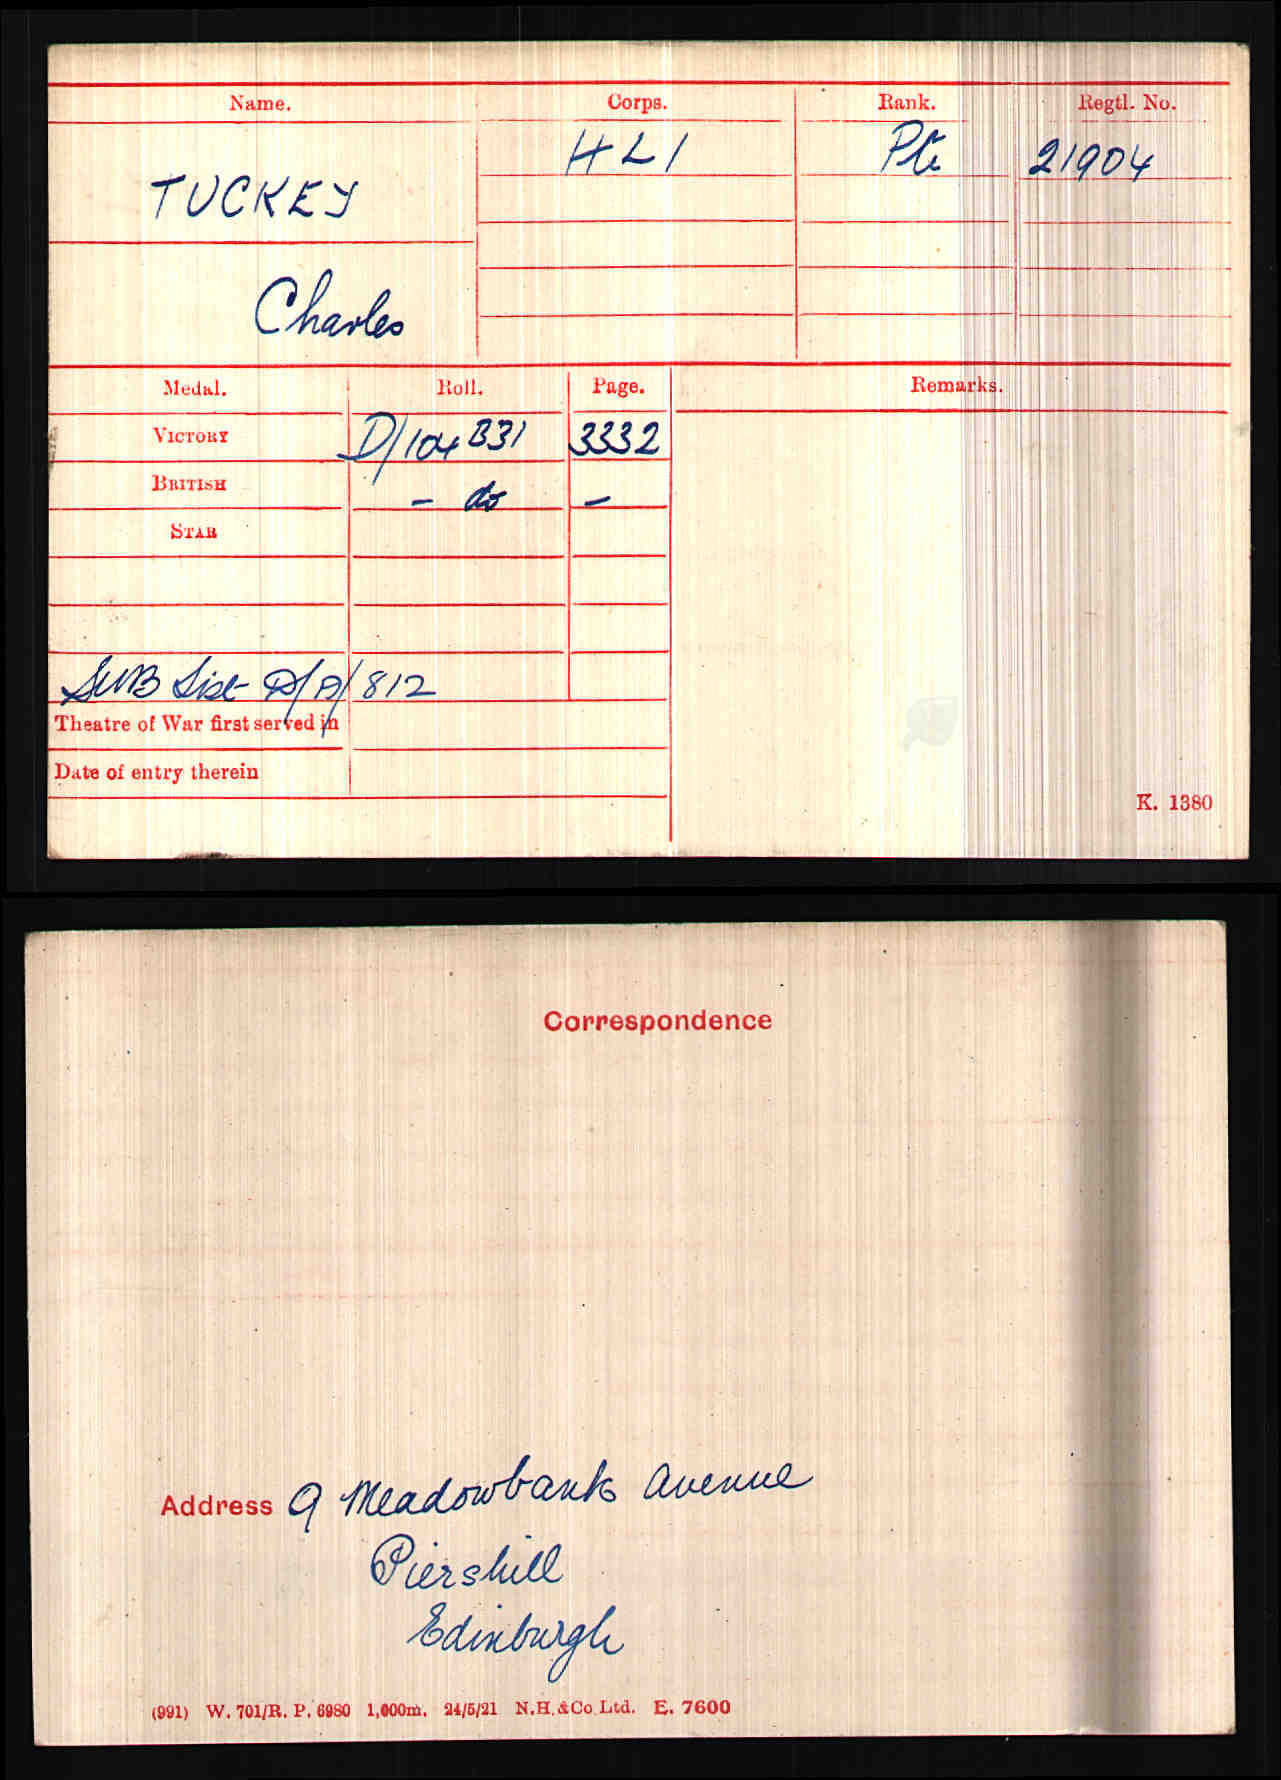 Name. Corps. Rank. Regtl. No.
HLI Pte 21904
TUCKEY
Charles
Medal. Roll. Page. Remarks.
VICTORY D/104 B31 3332
BRITISH - do -
STAR
SWB List D/A/812
Theatre of War first served in
Date of entry therein
K. 1380
Correspondence
Address 9 Meadowbank Avenue
Piershill
Edinburgh
(991) W. 701/R. P. 6980 1,000m. 24/5/21 N.H.&Co.Ltd. E. 7600